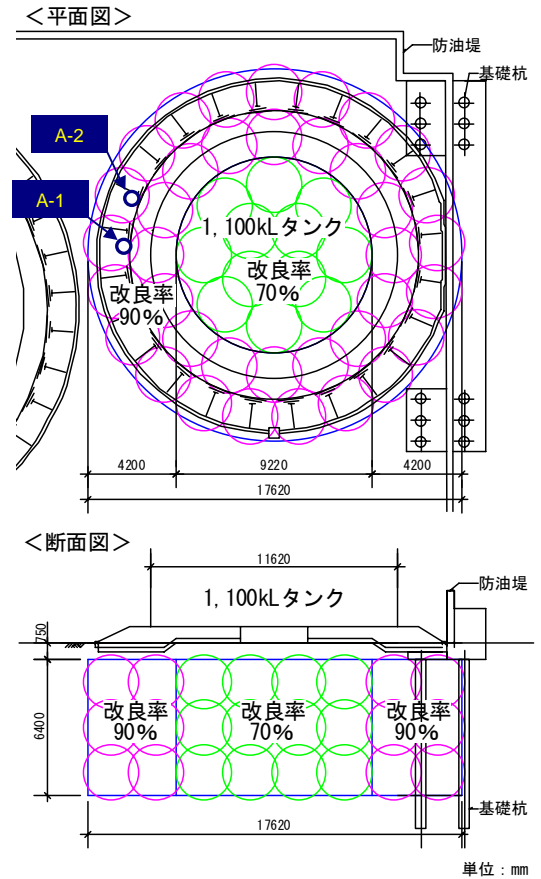 <平面図>
防油堤
基礎杭
A-2
A-1
1,100kLタンク
改良率
70%
改良率
90%
4200
9220
4200
17620
<断面図>
11620
防油堤
1,100kLタンク
750
6400
改良率
90%
改良率
70%
改良率
90%
基礎杭
17620
単位：mm